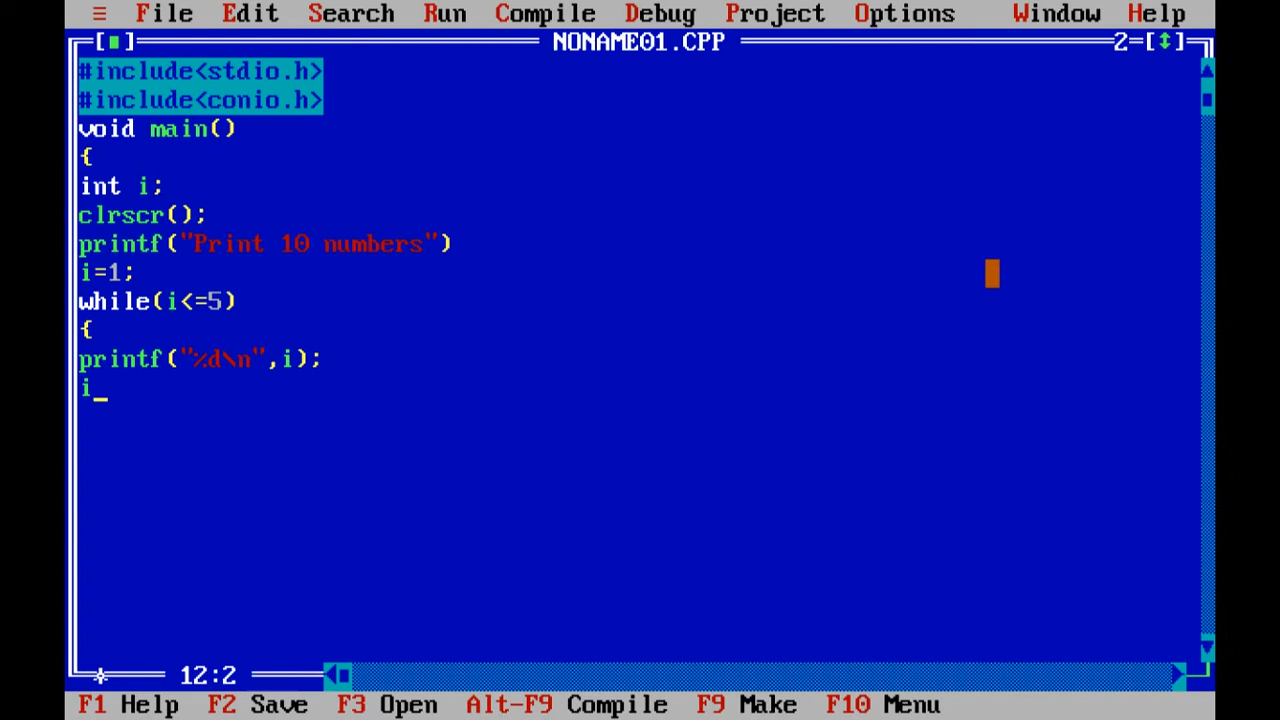 ≡ File Edit Search Run Compile Debug Project Options Window Help
[■] NONAME01.CPP 2=[↕]
#include<stdio.h>
#include<conio.h>
void main()
{
int i;
clrscr();
printf("Print 10 numbers")
i=1;
while(i<=5)
{
printf("%d\n",i);
i_
12:2
F1 Help F2 Save F3 Open Alt-F9 Compile F9 Make F10 Menu